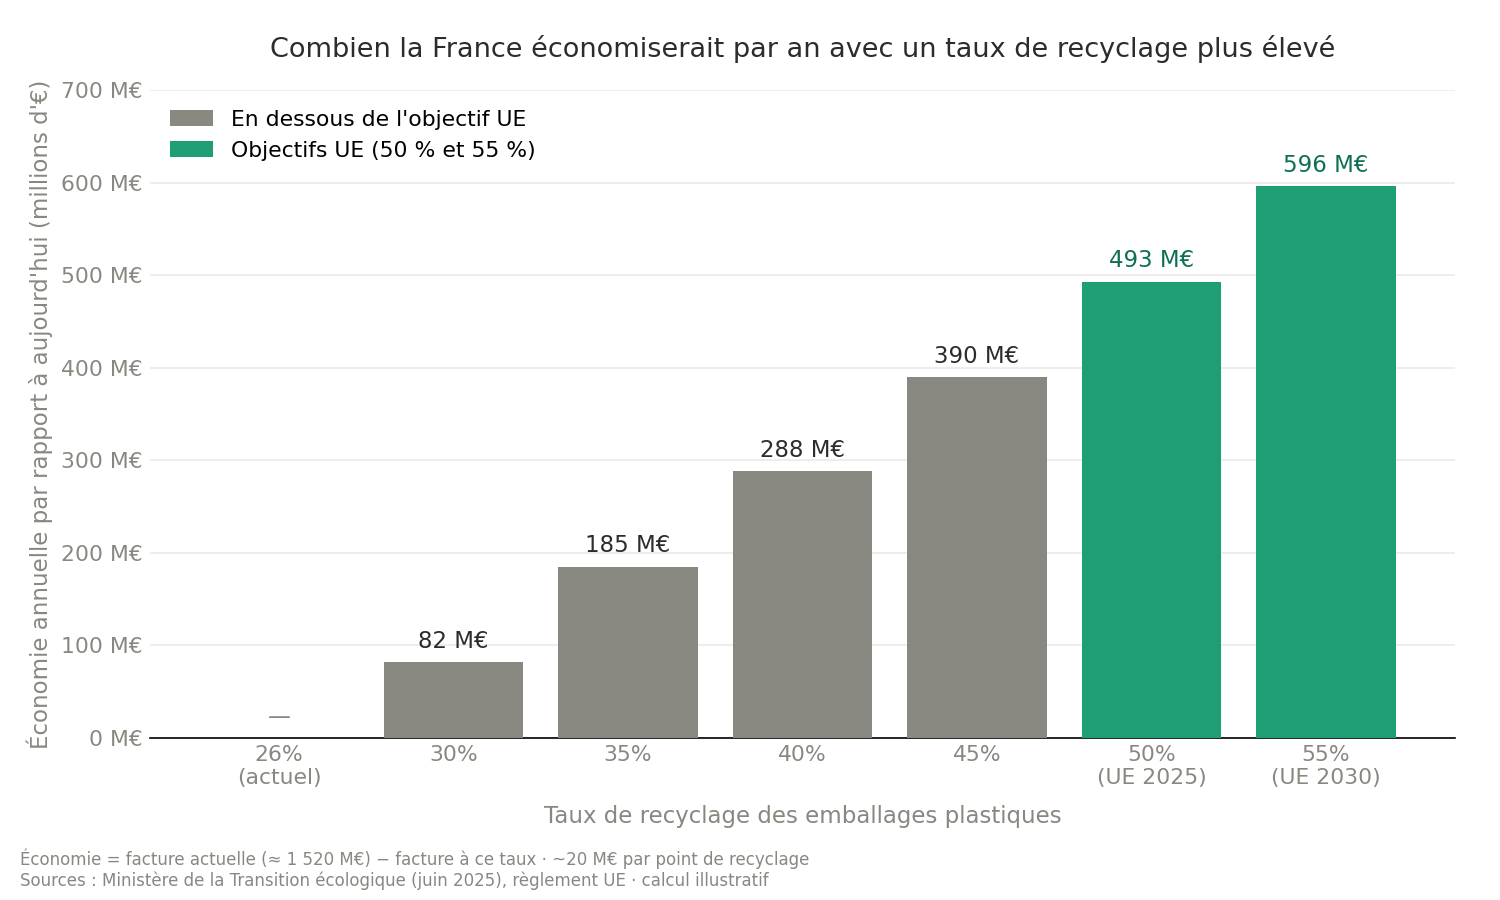 Combien la France économiserait par an avec un taux de recyclage plus élevé
Économie annuelle par rapport à aujourd'hui (millions d'€)
700 M€
600 M€
500 M€
400 M€
300 M€
200 M€
100 M€
0 M€
En dessous de l'objectif UE
Objectifs UE (50 % et 55 %)
—
82 M€
185 M€
288 M€
390 M€
493 M€
596 M€
26%
(actuel)
30%
35%
40%
45%
50%
(UE 2025)
55%
(UE 2030)
Taux de recyclage des emballages plastiques
Économie = facture actuelle (≈ 1 520 M€) − facture à ce taux · ~20 M€ par point de recyclage
Sources : Ministère de la Transition écologique (juin 2025), règlement UE · calcul illustratif